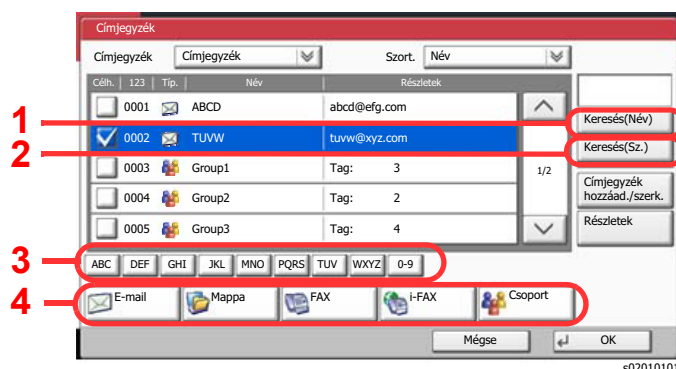 Címjegyzék
Címjegyzék Címjegyzék Szort. Név
Célh. 123 Típ. Név Részletek
0001 ABCD abcd@efg.com
0002 TUVW tuvw@xyz.com
0003 Group1 Tag: 3
0004 Group2 Tag: 2
0005 Group3 Tag: 4
1/2
Keresés(Név)
Keresés(Sz.)
Címjegyzék
hozzáad./szerk.
Részletek
1
2
3
ABC DEF GHI JKL MNO PQRS TUV WXYZ 0-9
4
E-mail Mappa FAX i-FAX Csoport
Mégse OK
s02010101